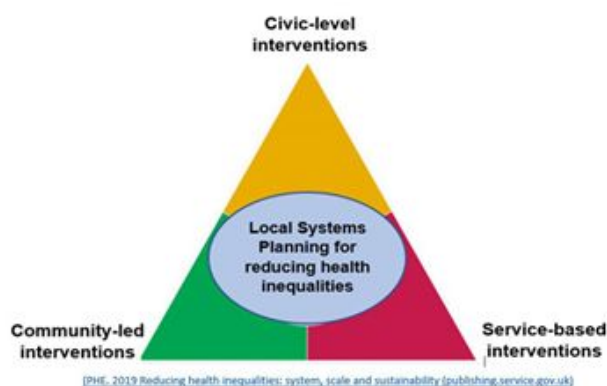 Civic-level
interventions
Local Systems
Planning for
reducing health
inequalities
Community-led
interventions
Service-based
interventions
[PHE. 2019 Reducing health inequalities: system, scale and sustainability (publishing.service.gov.uk)